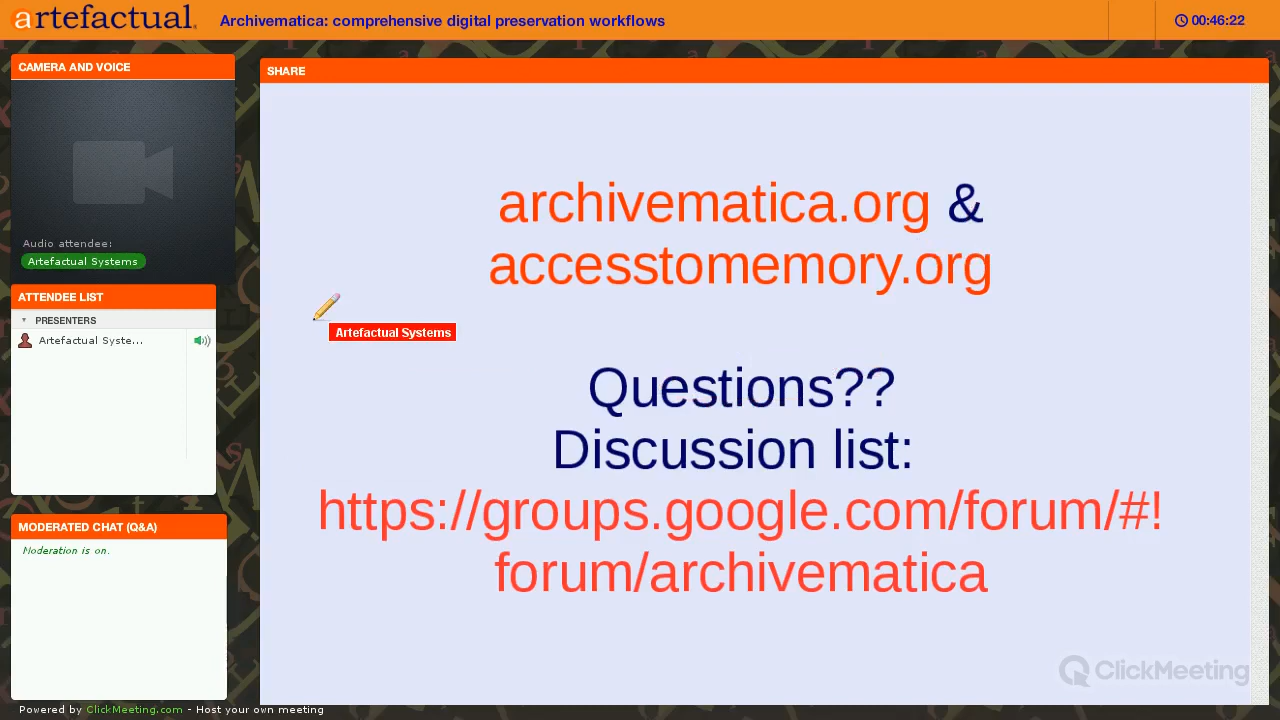 artefactual
Archivematica: comprehensive digital preservation workflows
00:46:22
CAMERA AND VOICE
Audio attendee:
Artefactual Systems
ATTENDEE LIST
PRESENTERS
Artefactual Syste...
MODERATED CHAT (Q&A)
Moderation is on.
SHARE
archivematica.org &
accesstomemory.org
Artefactual Systems
Questions??
Discussion list:
https://groups.google.com/forum/#!
forum/archivematica
ClickMeeting
Powered by ClickMeeting.com - Host your own meeting